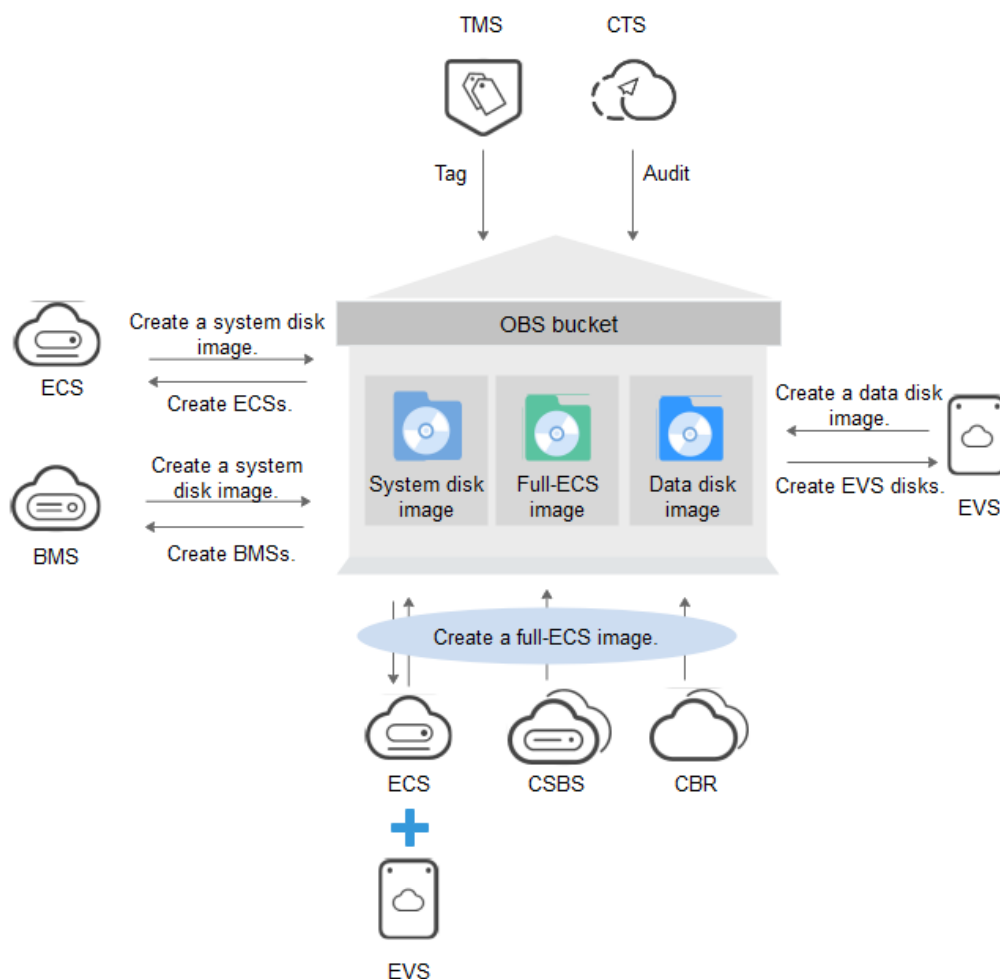 TMS
CTS
Tag
Audit
OBS bucket
Create a system disk
image.
ECS
Create ECSs.
Create a system
disk image.
BMS
Create BMSs.
System disk
image
Full-ECS
image
Data disk
image
Create a data disk
image.
Create EVS disks.
EVS
Create a full-ECS image.
ECS
CSBS
CBR
EVS